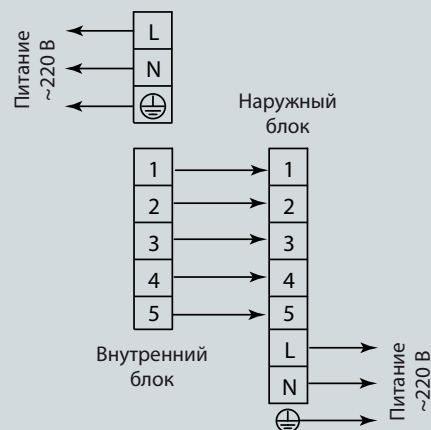 Питание
~220 В
L
N
Наружный
блок
1
2
3
4
5
1
2
3
4
5
L
N
Внутренний
блок
Питание
~220 В